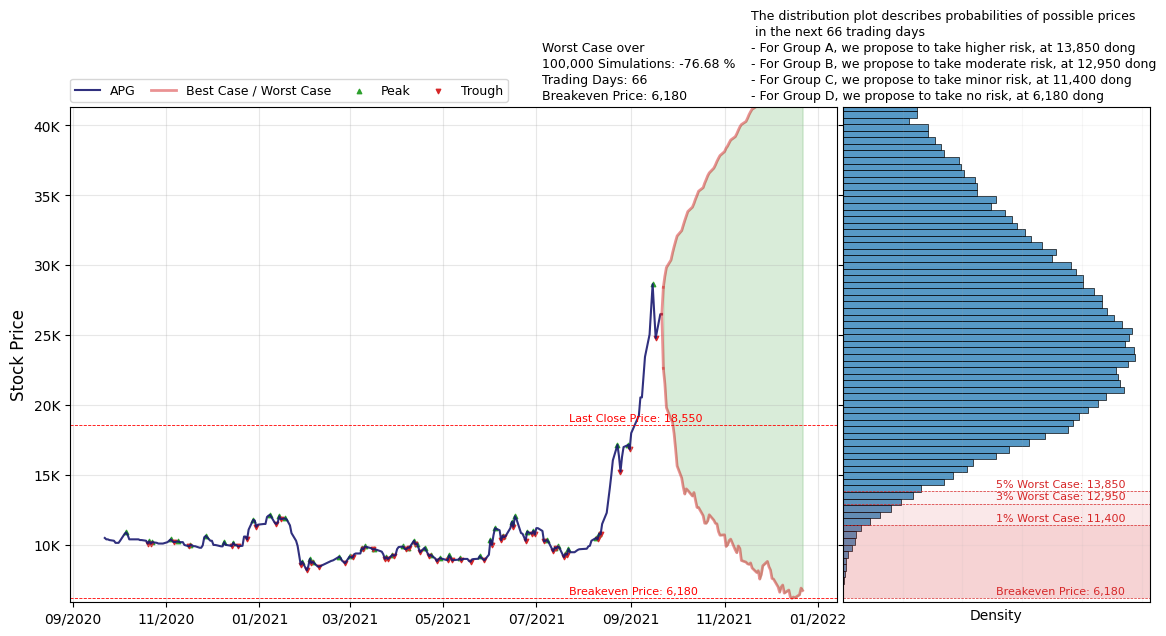 The distribution plot describes probabilities of possible prices
in the next 66 trading days
- For Group A, we propose to take higher risk, at 13,850 dong
- For Group B, we propose to take moderate risk, at 12,950 dong
- For Group C, we propose to take minor risk, at 11,400 dong
- For Group D, we propose to take no risk, at 6,180 dong
Worst Case over
100,000 Simulations: -76.68 %
Trading Days: 66
Breakeven Price: 6,180
APG
Best Case / Worst Case
Peak
Trough
Stock Price
40K
35K
30K
25K
20K
15K
10K
Last Close Price: 18,550
Breakeven Price: 6,180
09/2020
11/2020
01/2021
03/2021
05/2021
07/2021
09/2021
11/2021
01/2022
5% Worst Case: 13,850
3% Worst Case: 12,950
1% Worst Case: 11,400
Breakeven Price: 6,180
Density